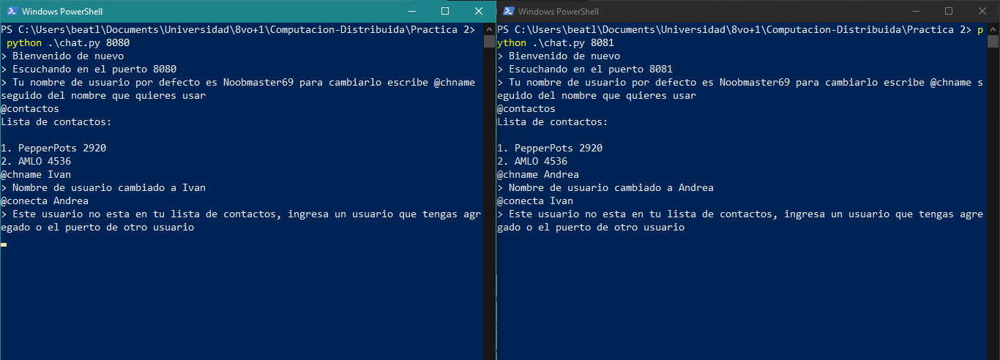 Windows PowerShell
PS C:\Users\beatl\Documents\Universidad\8vo+1\Computacion-Distribuida\Practica 2>
python .\chat.py 8080
> Bienvenido de nuevo
> Escuchando en el puerto 8080
> Tu nombre de usuario por defecto es Noobmaster69 para cambiarlo escribe @chname
seguido del nombre que quieres usar
@contactos
Lista de contactos:
1. PepperPots 2920
2. AMLO 4536
@chname Ivan
> Nombre de usuario cambiado a Ivan
@conecta Andrea
> Este usuario no esta en tu lista de contactos, ingresa un usuario que tengas agr
egado o el puerto de otro usuario
Windows PowerShell
PS C:\Users\beatl\Documents\Universidad\8vo+1\Computacion-Distribuida\Practica 2> p
ython .\chat.py 8081
> Bienvenido de nuevo
> Escuchando en el puerto 8081
> Tu nombre de usuario por defecto es Noobmaster69 para cambiarlo escribe @chname s
eguido del nombre que quieres usar
@contactos
Lista de contactos:
1. PepperPots 2920
2. AMLO 4536
@chname Andrea
> Nombre de usuario cambiado a Andrea
@conecta Ivan
> Este usuario no esta en tu lista de contactos, ingresa un usuario que tengas agre
gado o el puerto de otro usuario